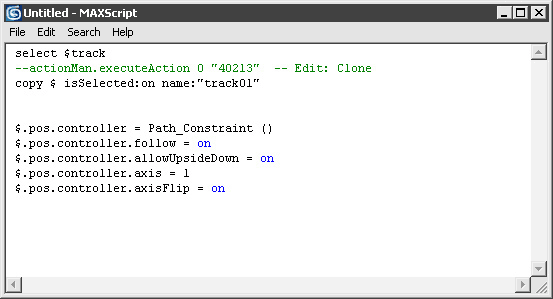 Untitled - MAXScript
File Edit Search Help
select $track
--actionMan.executeAction 0 "40213"  -- Edit: Clone
copy $ isSelected:on name:"track01"
$.pos.controller = Path_Constraint ()
$.pos.controller.follow = on
$.pos.controller.allowUpsideDown = on
$.pos.controller.axis = 1
$.pos.controller.axisFlip = on